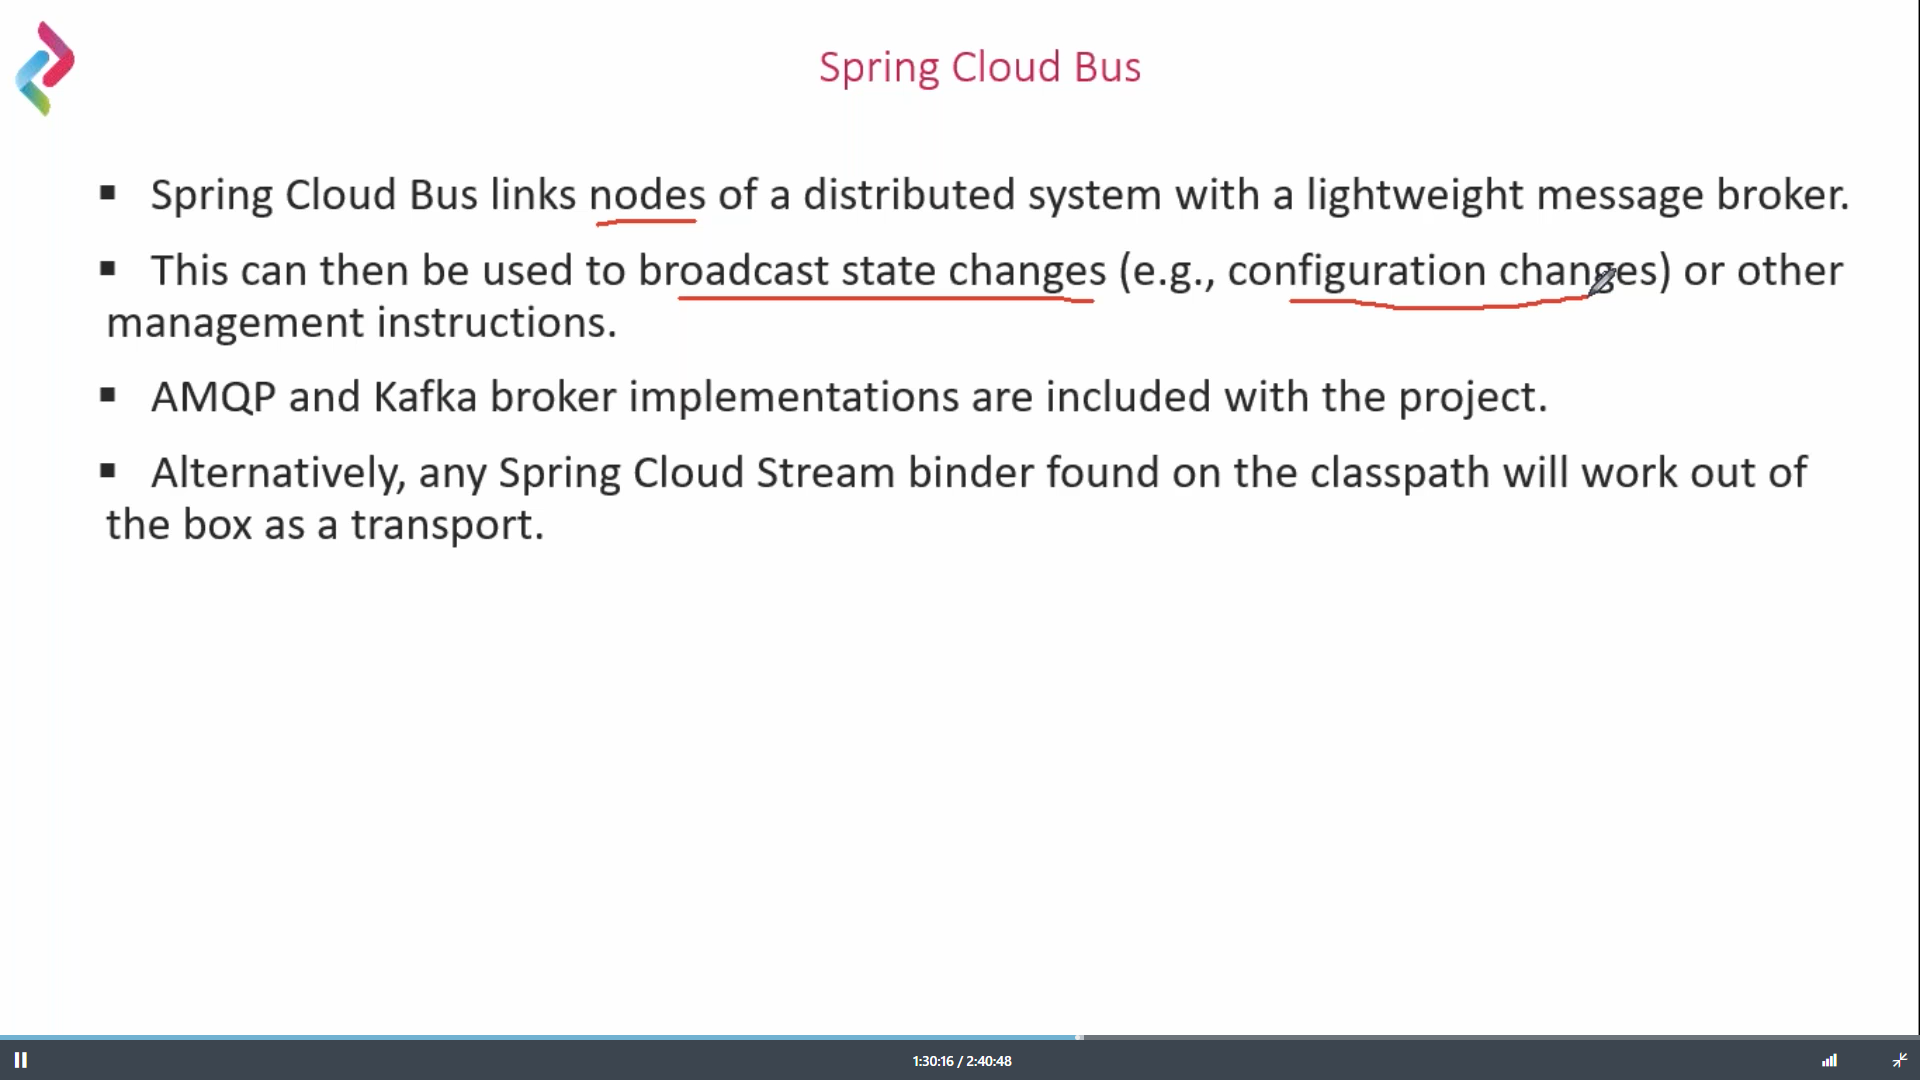 Spring Cloud Bus
▪ Spring Cloud Bus links nodes of a distributed system with a lightweight message broker.
▪ This can then be used to broadcast state changes (e.g., configuration changes) or other
management instructions.
▪ AMQP and Kafka broker implementations are included with the project.
▪ Alternatively, any Spring Cloud Stream binder found on the classpath will work out of
the box as a transport.
1:30:16 / 2:40:48